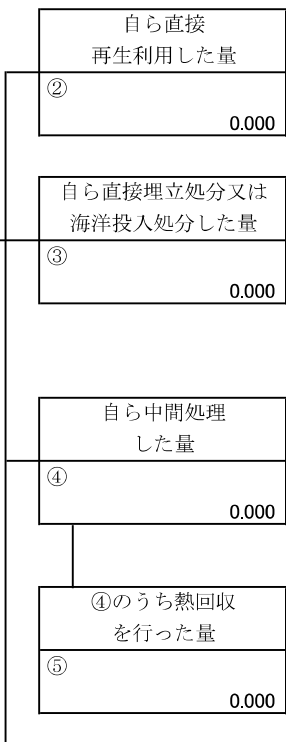 自ら直接
再生利用した量
②
0.000
自ら直接埋立処分又は
海洋投入処分した量
③
0.000
自ら中間処理
した量
④
0.000
④のうち熱回収
を行った量
⑤
0.000